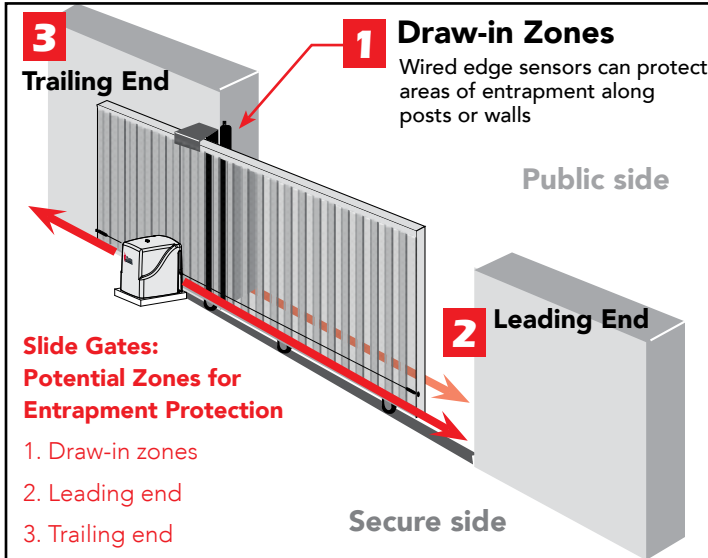 3
Trailing End
1
Draw-in Zones
Wired edge sensors can protect
areas of entrapment along
posts or walls
Public side
2
Leading End
Slide Gates:
Potential Zones for
Entrapment Protection
1. Draw-in zones
2. Leading end
3. Trailing end
Secure side